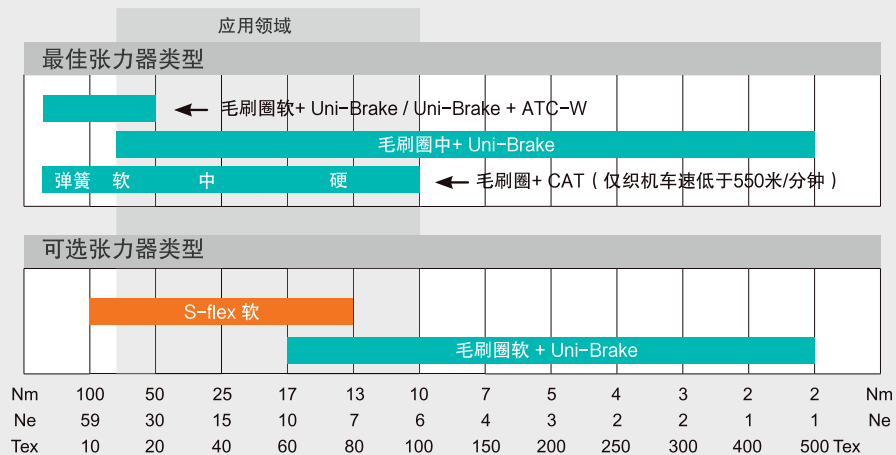 应用领域
最佳张力器类型
毛刷圈软+ Uni-Brake / Uni-Brake + ATC-W
毛刷圈中+ Uni-Brake
弹簧 软 中 硬 毛刷圈+ CAT ( 仅织机车速低于550米/分钟 )
可选张力器类型
S-flex 软
毛刷圈软 + Uni-Brake
Nm 100 50 25 17 13 10 7 5 4 3 2 2 Nm
Ne 59 30 15 10 7 6 4 3 2 2 1 1 Ne
Tex 10 20 40 60 80 100 150 200 250 300 400 500 Tex